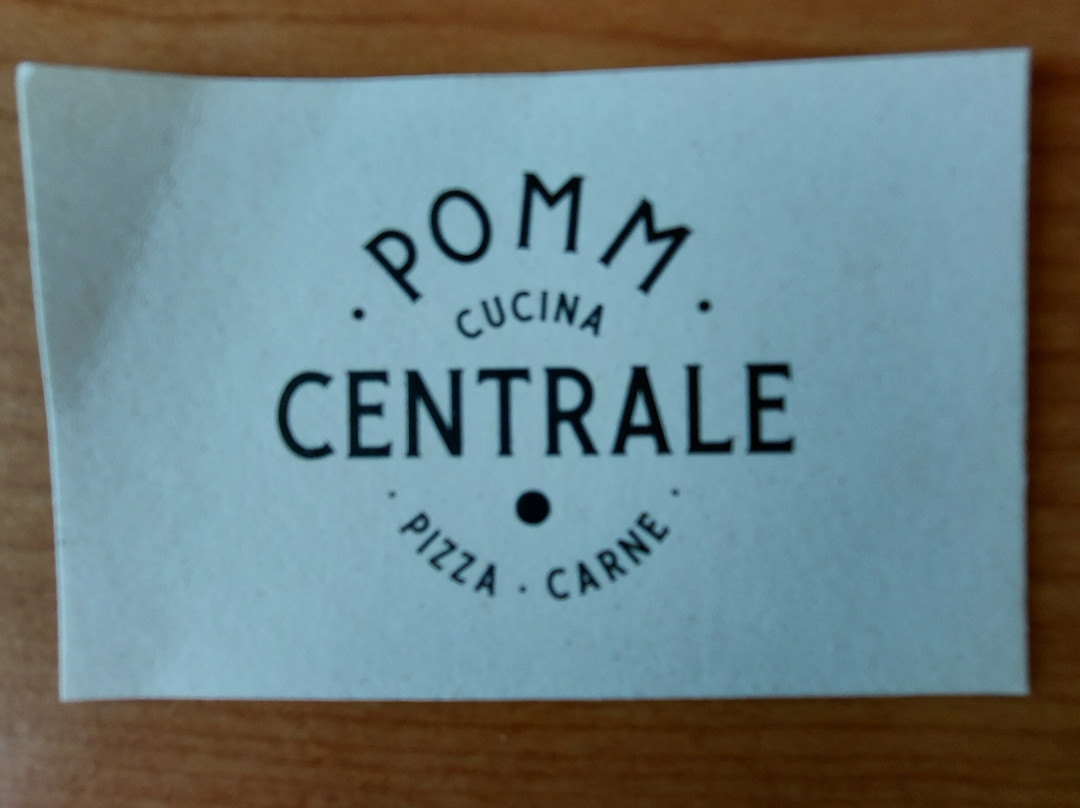 · POMM ·
CUCINA
CENTRALE
· PIZZA · CARNE ·